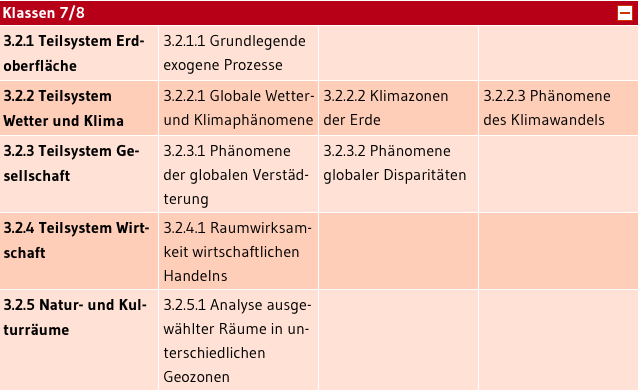 Klassen 7/8
3.2.1 Teilsystem Erd-
oberfläche
3.2.1.1 Grundlegende
exogene Prozesse
3.2.2 Teilsystem
Wetter und Klima
3.2.2.1 Globale Wetter-
und Klimaphänomene
3.2.2.2 Klimazonen
der Erde
3.2.2.3 Phänomene
des Klimawandels
3.2.3 Teilsystem Ge-
sellschaft
3.2.3.1 Phänomene
der globalen Verstäd-
terung
3.2.3.2 Phänomene
globaler Disparitäten
3.2.4 Teilsystem Wirt-
schaft
3.2.4.1 Raumwirksam-
keit wirtschaftlichen
Handelns
3.2.5 Natur- und Kul-
turräume
3.2.5.1 Analyse ausge-
wählter Räume in un-
terschiedlichen
Geozonen